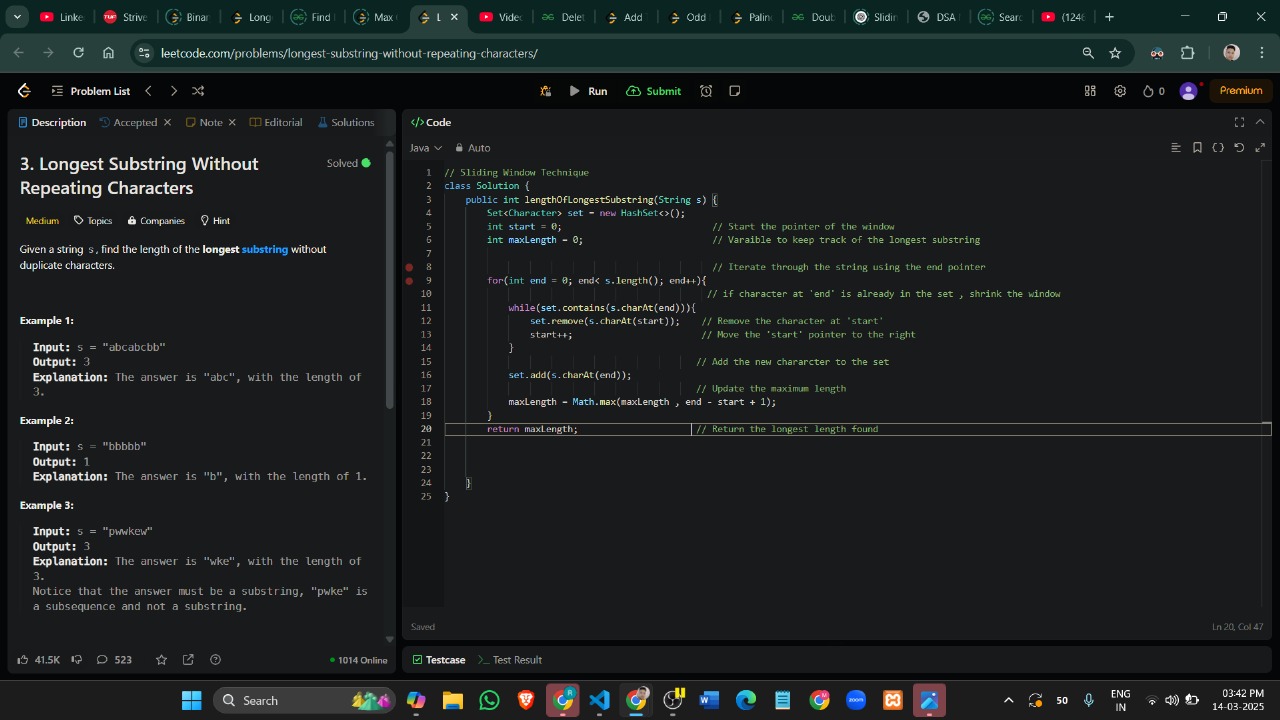 Linke
Strive
Binar
Long
Find
Max
L
Vide
Delet
Add
Odd
Palin
Doub
Slidin
DSA
Searc
(1248
leetcode.com/problems/longest-substring-without-repeating-characters/
Problem List
Run
Submit
0
Premium
Description
Accepted
Note
Editorial
Solutions
3. Longest Substring Without
Repeating Characters
Solved
Medium
Topics
Companies
Hint
Given a string s, find the length of the longest substring without
duplicate characters.
Example 1:
Input: s = "abcabcbb"
Output: 3
Explanation: The answer is "abc", with the length of
3.
Example 2:
Input: s = "bbbbb"
Output: 1
Explanation: The answer is "b", with the length of 1.
Example 3:
Input: s = "pwwkew"
Output: 3
Explanation: The answer is "wke", with the length of
3.
Notice that the answer must be a substring, "pwke" is
a subsequence and not a substring.
41.5K
523
1014 Online
</>Code
Java
Auto
1 // Sliding Window Technique
2 class Solution {
3 public int lengthOfLongestSubstring(String s) {
4 Set<Character> set = new HashSet<>();
5 int start = 0; // Start the pointer of the window
6 int maxLength = 0; // Varaible to keep track of the longest substring
7
8 // Iterate through the string using the end pointer
9 for(int end = 0; end< s.length(); end++){
10 // if character at 'end' is already in the set , shrink the window
11 while(set.contains(s.charAt(end))){
12 set.remove(s.charAt(start)); // Remove the character at 'start'
13 start++; // Move the 'start' pointer to the right
14 }
15 // Add the new chararcter to the set
16 set.add(s.charAt(end));
17 // Update the maximum length
18 maxLength = Math.max(maxLength , end - start + 1);
19 }
20 return maxLength; // Return the longest length found
21
22
23
24 }
25 }
Saved
Ln 20, Col 47
Testcase
>_ Test Result
Search
50
ENG
IN
03:42 PM
14-03-2025